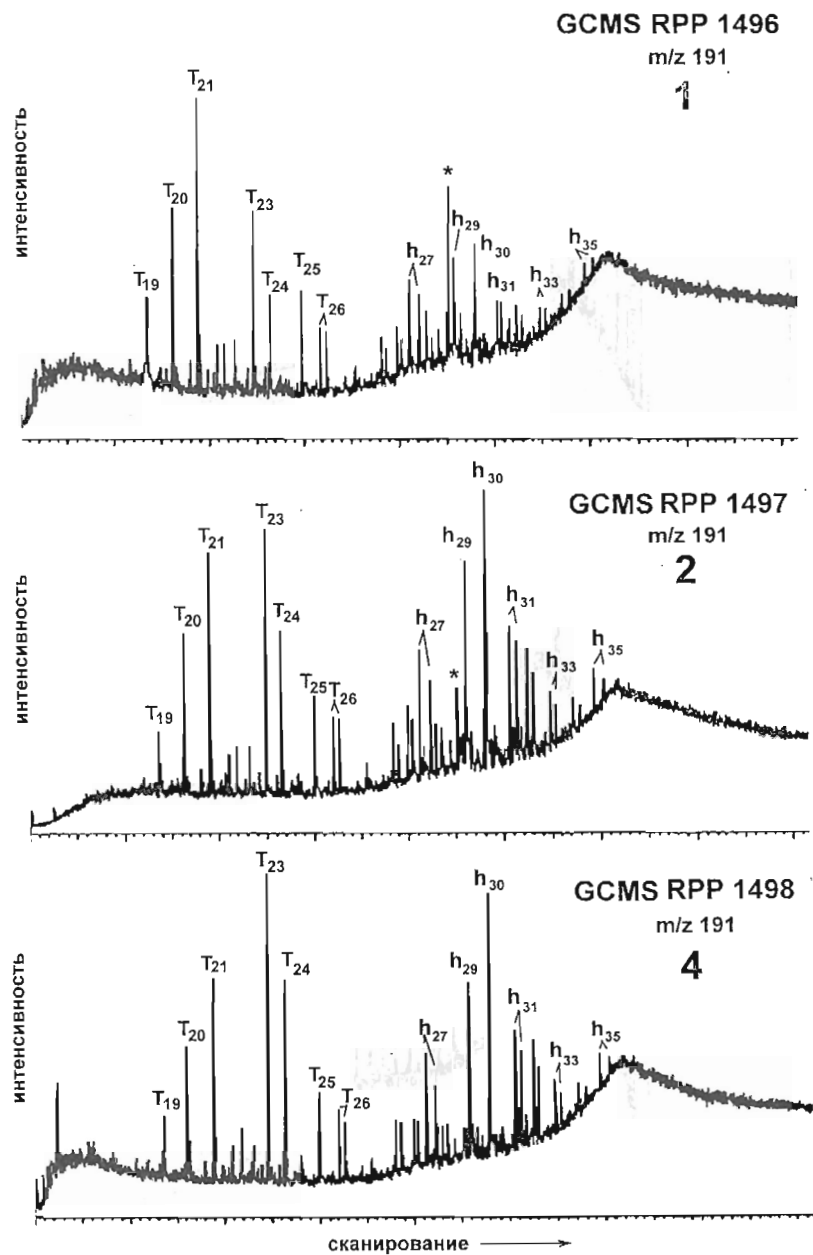 GCMS RPP 1496
m/z 191
1
интенсивность
T19
T20
T21
T23
T24
T25
T26
h27
*
h29
h30
h31
h33
h35
GCMS RPP 1497
m/z 191
2
интенсивность
T19
T20
T21
T23
T24
T25
T26
h27
*
h29
h30
h31
h33
h35
GCMS RPP 1498
m/z 191
4
интенсивность
T19
T20
T21
T23
T24
T25
T26
h27
h29
h30
h31
h33
h35
сканирование